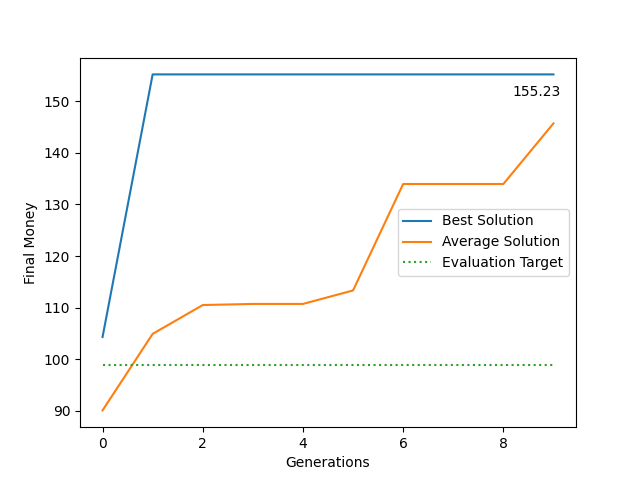 150
155.23
140
130
Best Solution
Average Solution
Evaluation Target
120
110
100
90
Final Money
0 2 4 6 8
Generations